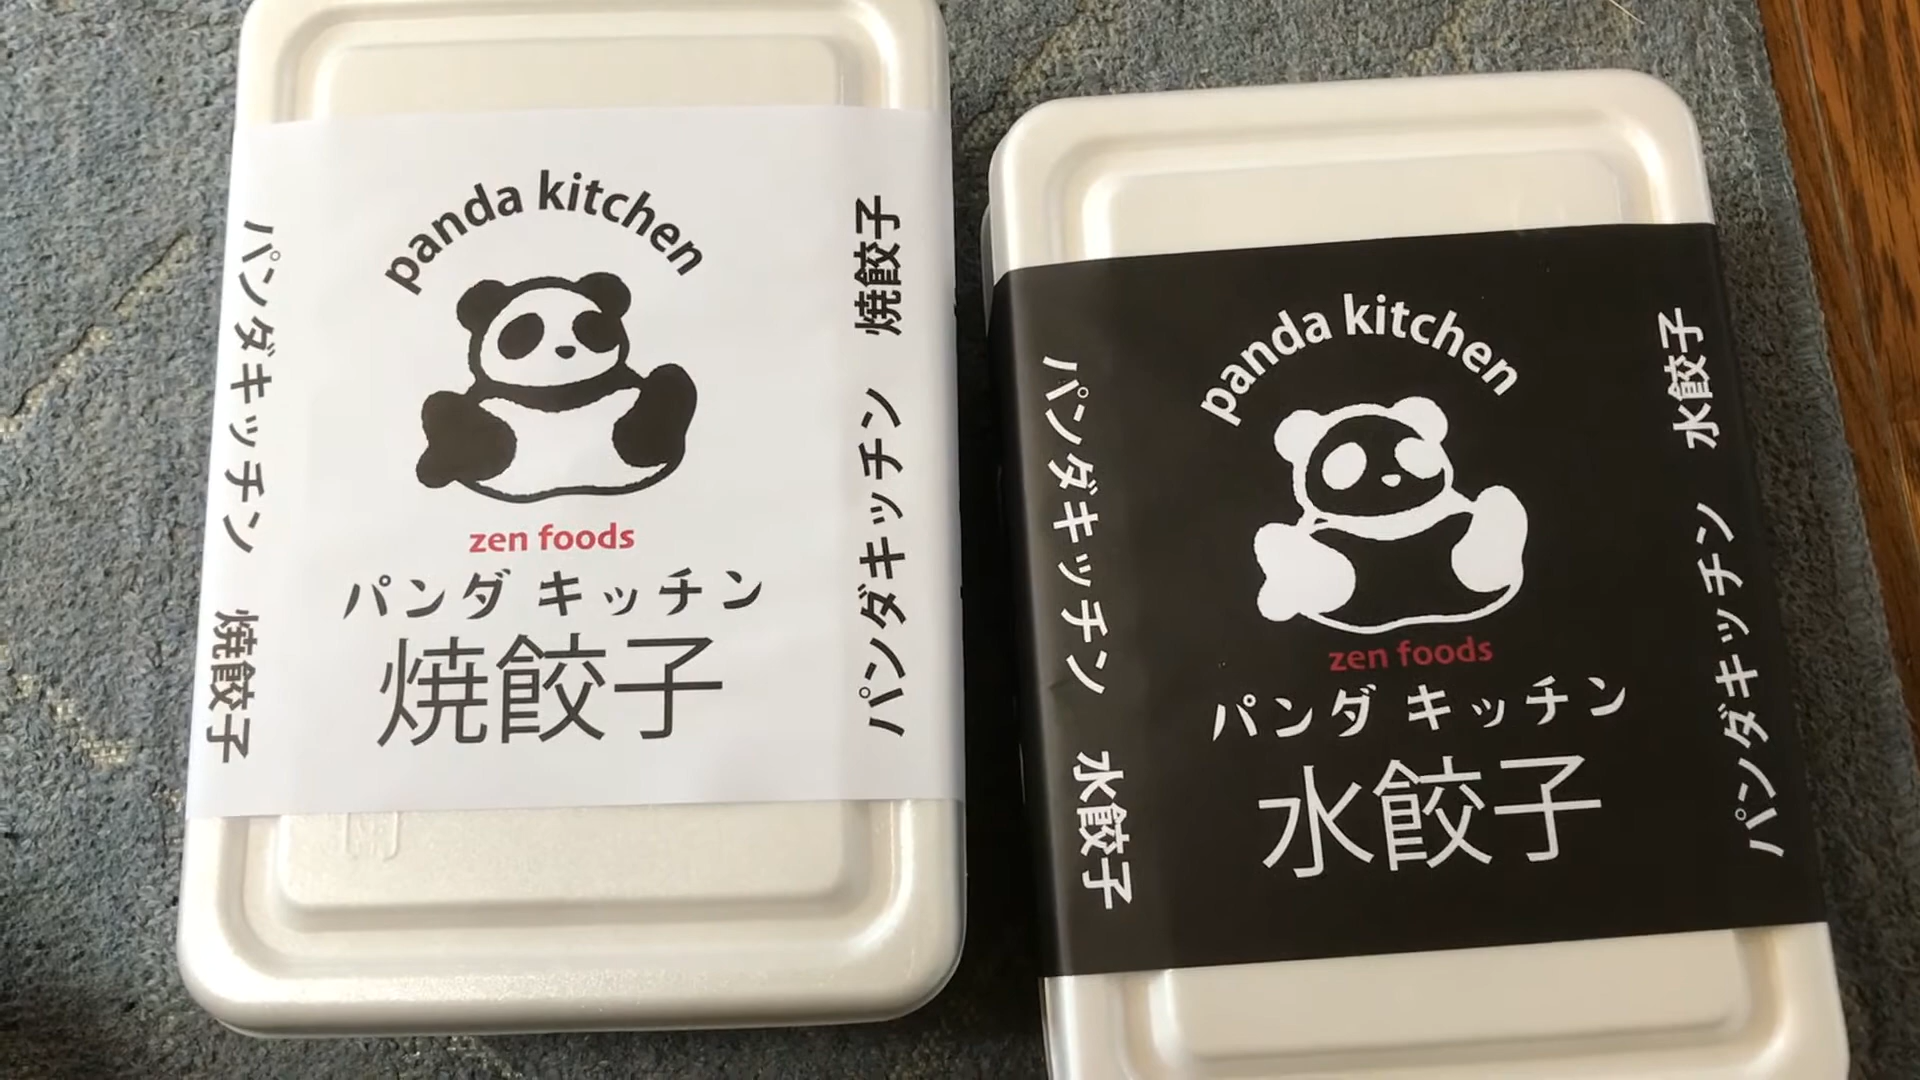 panda kitchen
zen foods
パンダ キッチン
焼餃子
パンダキッチン 焼餃子
パンダキッチン 焼餃子
開
panda kitchen
zen foods
パンダ キッチン
水餃子
パンダキッチン 水餃子
パンダキッチン 水餃子